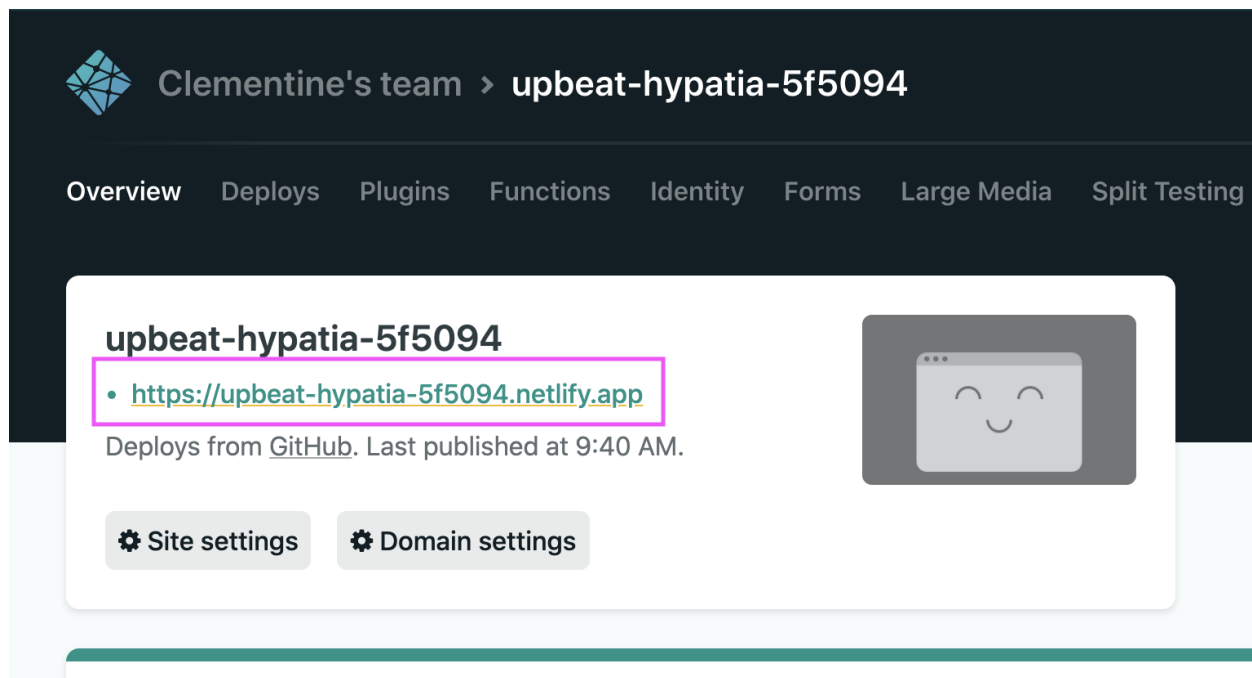 Clementine's team > upbeat-hypatia-5f5094
Overview Deploys Plugins Functions Identity Forms Large Media Split Testing
upbeat-hypatia-5f5094
• https://upbeat-hypatia-5f5094.netlify.app
Deploys from GitHub. Last published at 9:40 AM.
Site settings Domain settings